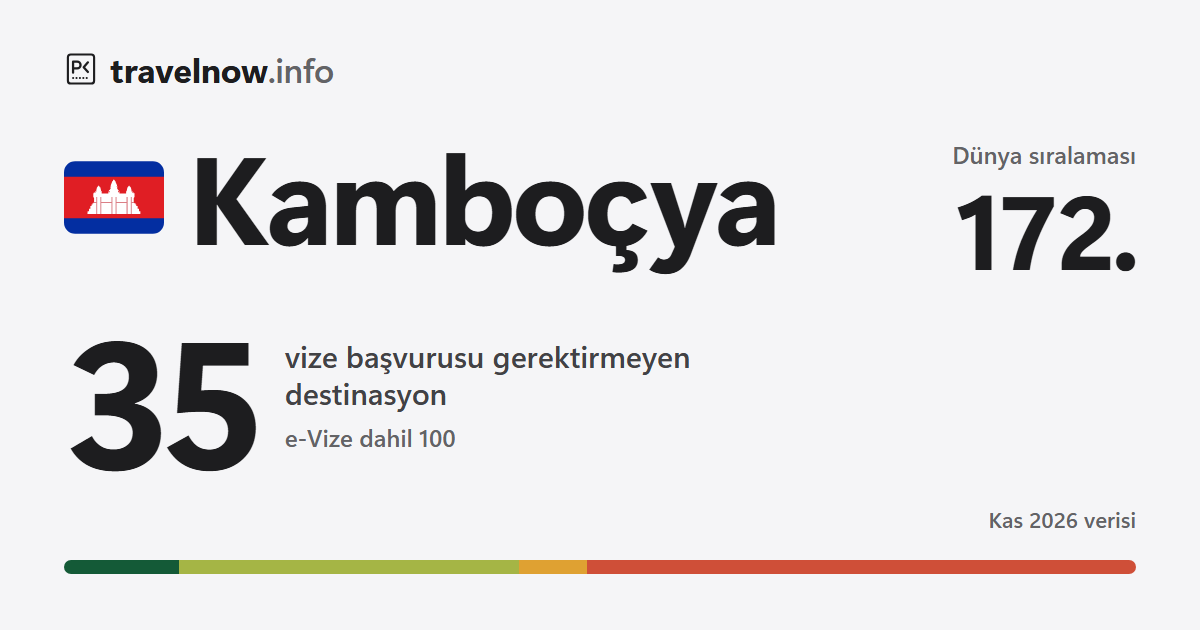 travelnow.info
Kamboçya
Dünya sıralaması
172.
35
vize başvurusu gerektirmeyen
destinasyon
e-Vize dahil 100
Kas 2026 verisi